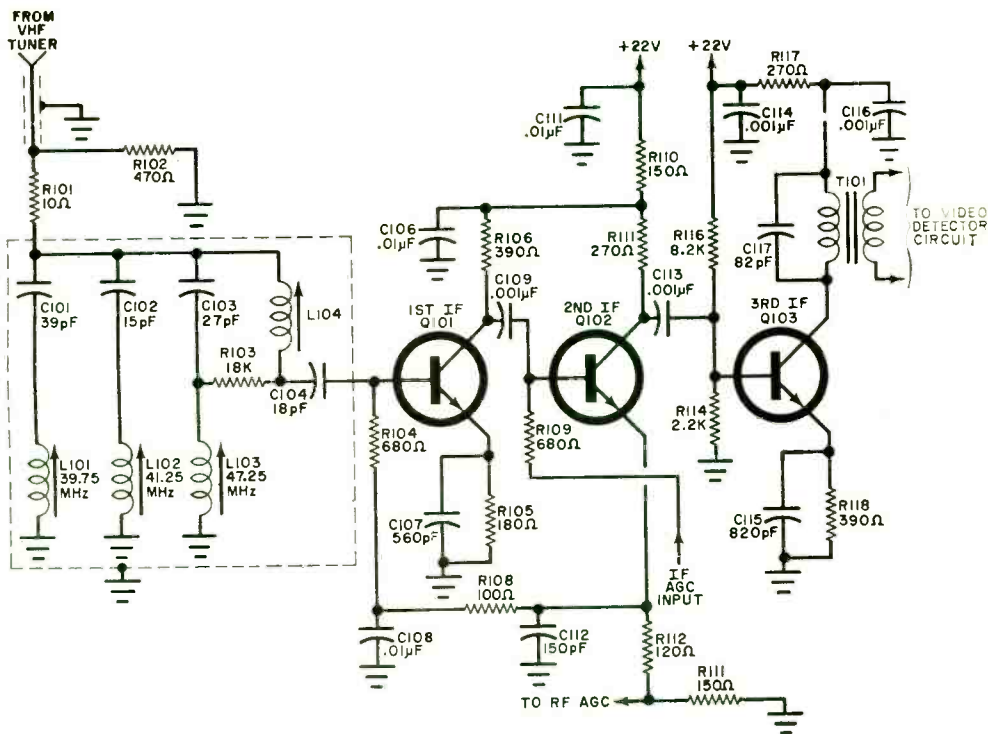 FROM
VHF
TUNER
R102
470Ω
R101
10Ω
C101
39pF
C102
15pF
C103
27pF
L104
R103
18K
C104
18pF
L101
39.75
MHz
L102
41.25
MHz
L103
47.25
MHz
+22V
+22V
C111
.01μF
R110
150Ω
C106
.01μF
R106
390Ω
R111
270Ω
C109
.001μF
C113
.001μF
1ST IF
Q101
2ND IF
Q102
3RD IF
Q103
R104
680Ω
R109
680Ω
C107
560pF
R105
180Ω
R108
100Ω
C108
.01μF
C112
150pF
IF
AGC
INPUT
R112
120Ω
R111
150Ω
TO RF AGC
R117
270Ω
C114
.001μF
C116
.001μF
R116
8.2K
C117
82pF
T101
TO VIDEO
DETECTOR
CIRCUIT
R114
2.2K
C115
820pF
R118
390Ω